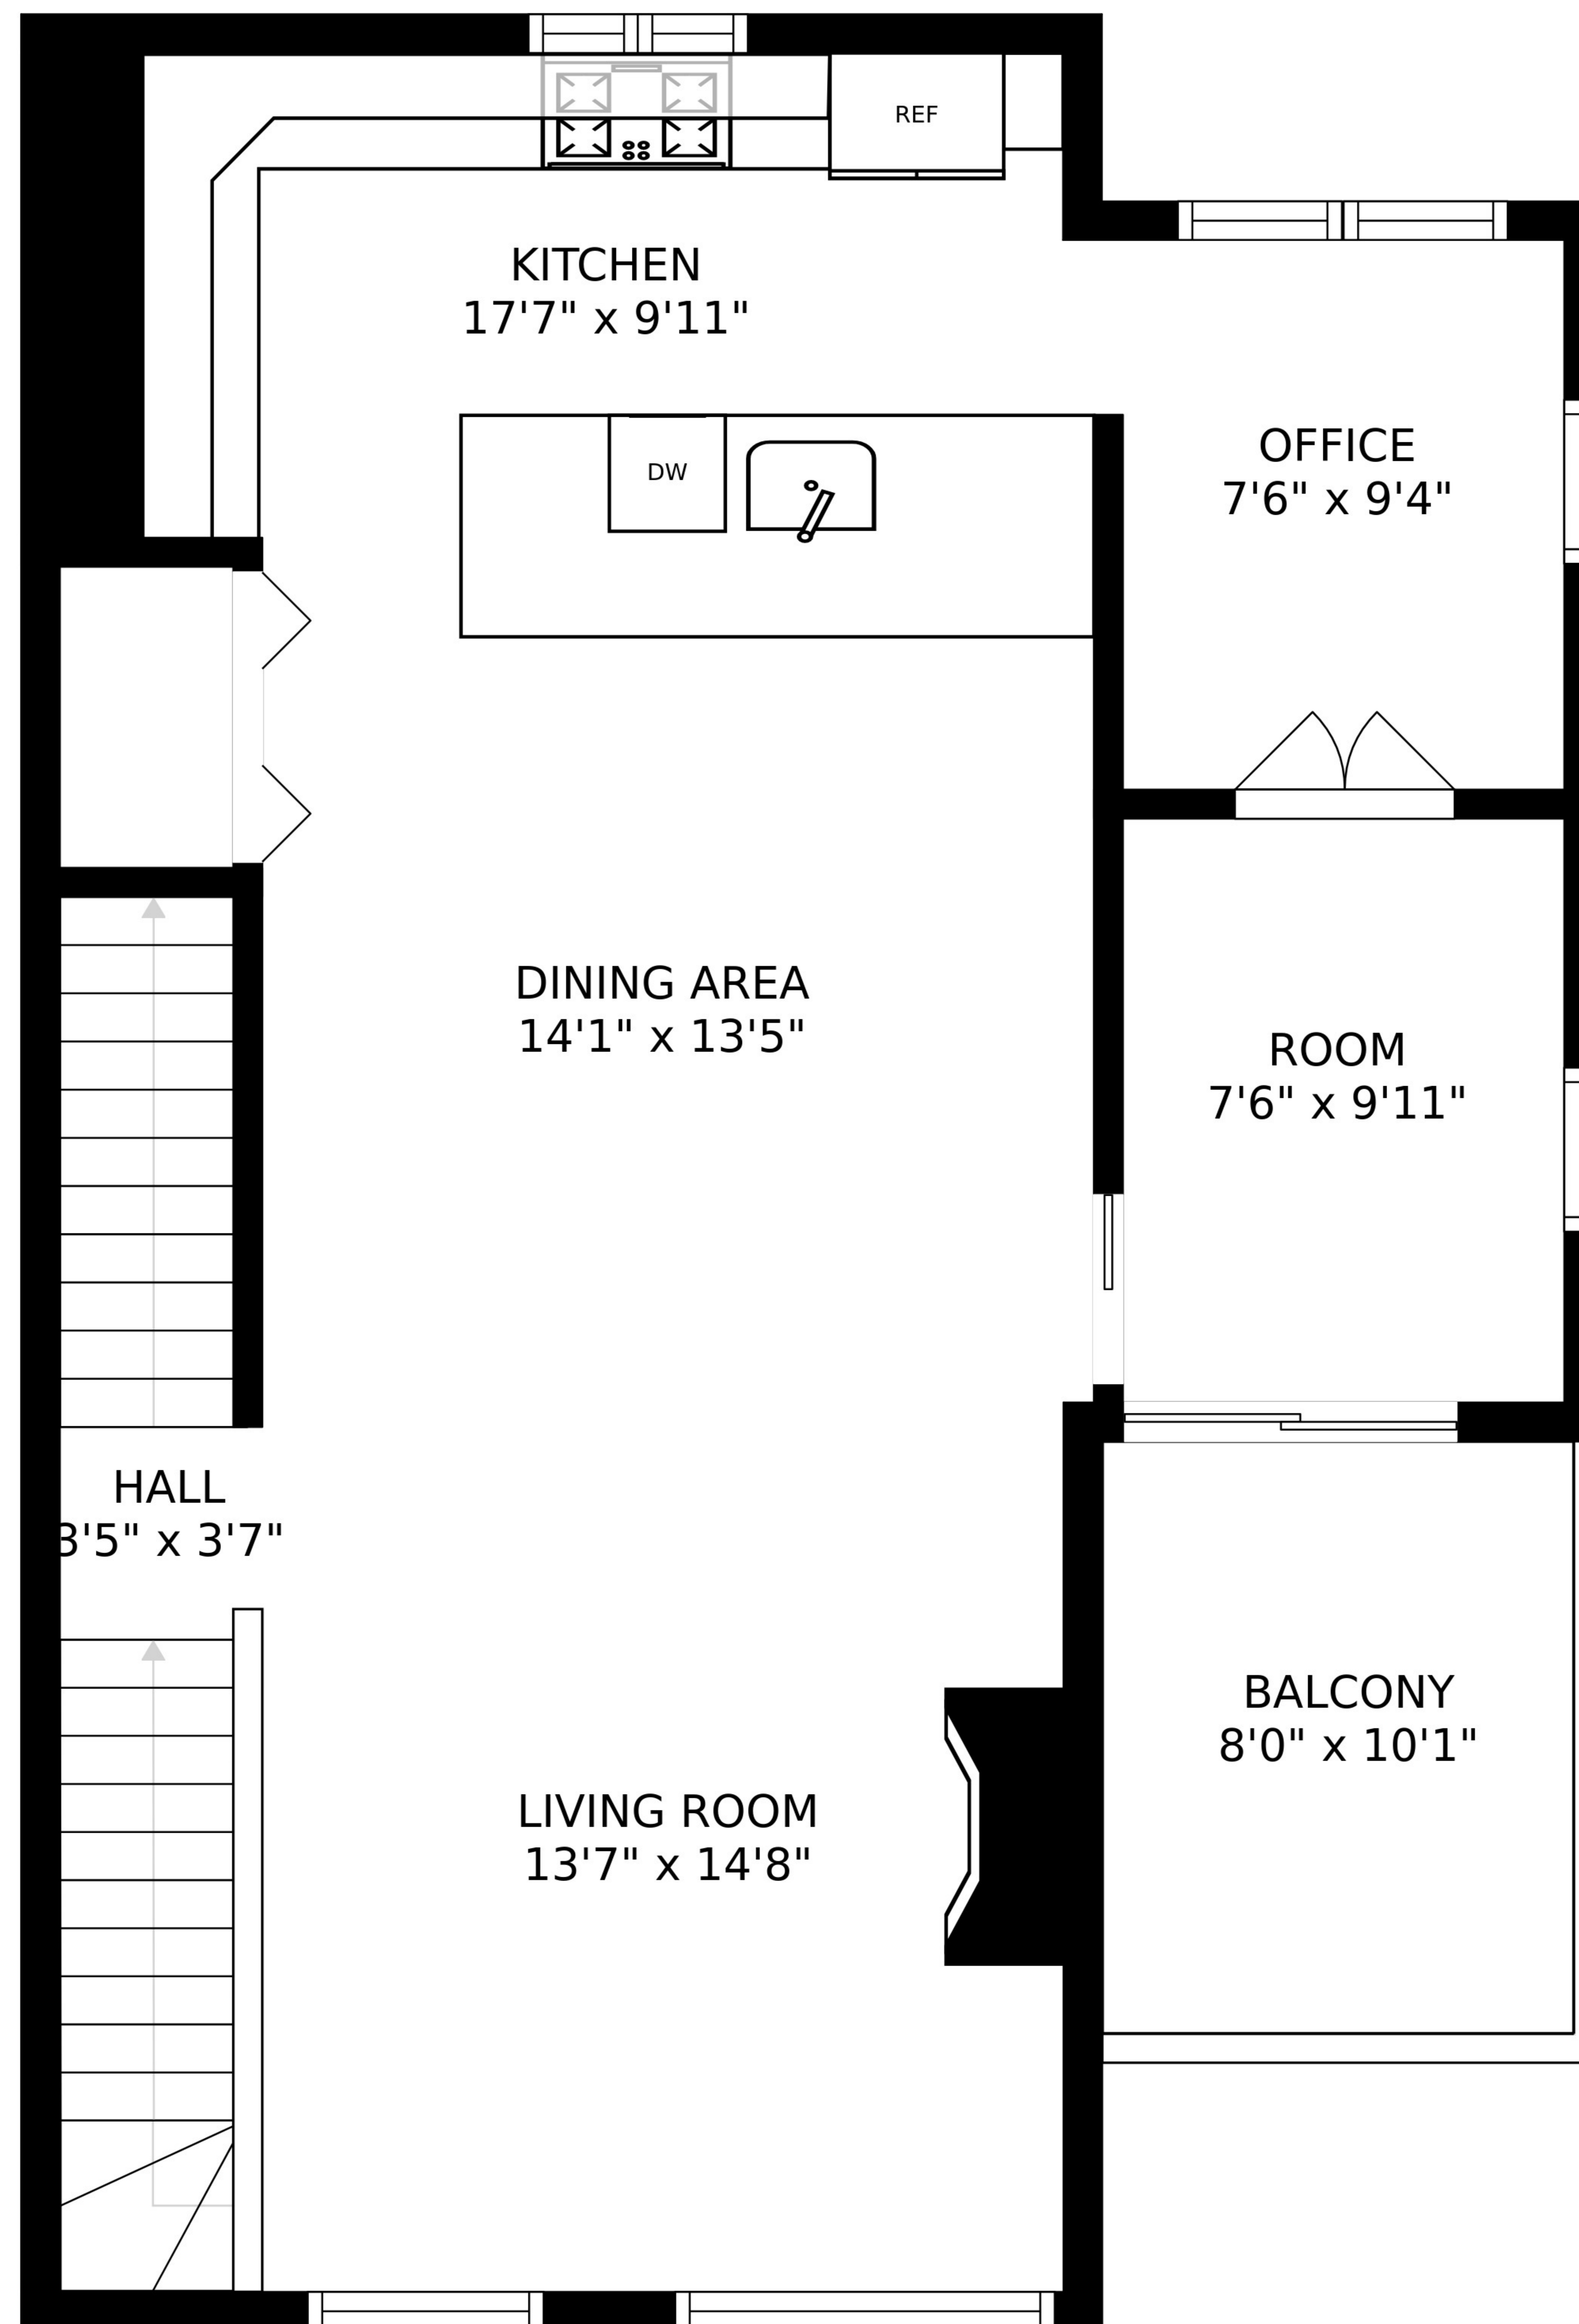 REF
KITCHEN
17'7" x 9'11"
OFFICE
7'6" x 9'4"
DW
DINING AREA
14'1" x 13'5"
ROOM
7'6" x 9'11"
HALL
3'5" x 3'7"
BALCONY
8'0" x 10'1"
LIVING ROOM
13'7" x 14'8"